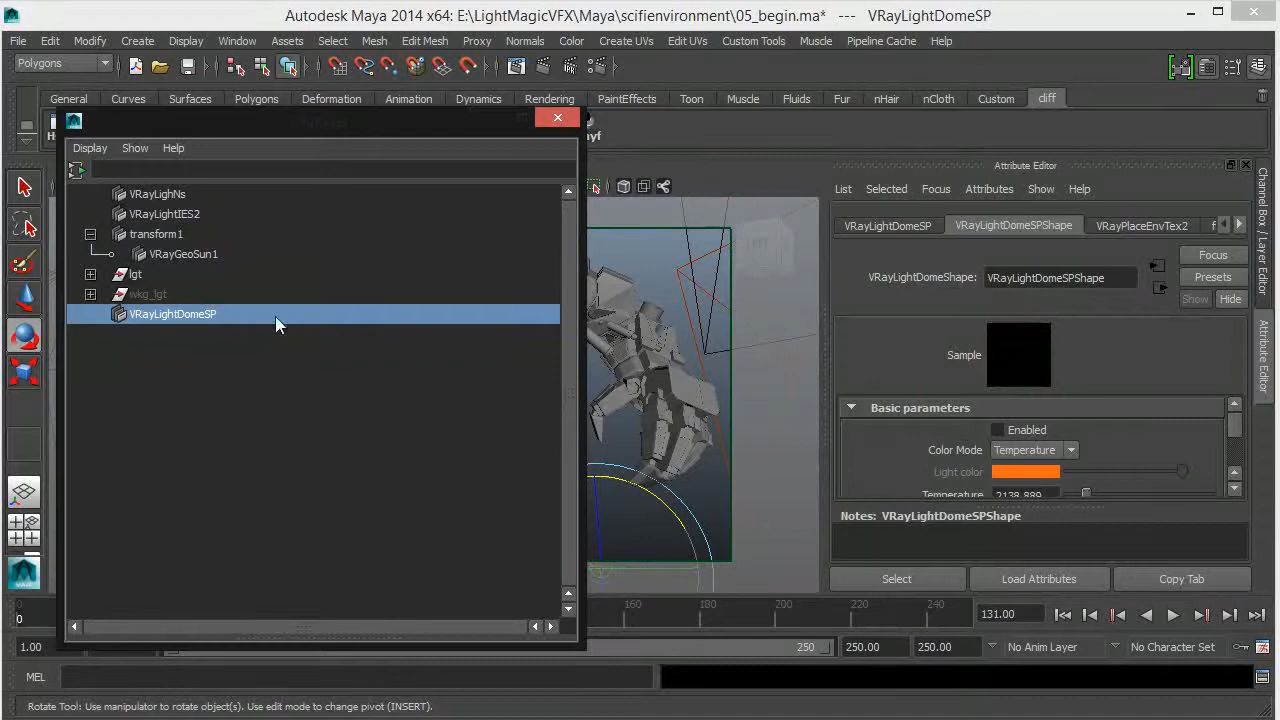 Autodesk Maya 2014 x64: E:\LightMagicVFX\Maya\scifienvironment\05_begin.ma* --- VRayLightDomeSP
File Edit Modify Create Display Window Assets Select Mesh Edit Mesh Proxy Normals Color Create UVs Edit UVs Custom Tools Muscle Pipeline Cache Help
Polygons
General Curves Surfaces Polygons Deformation Animation Dynamics Rendering PaintEffects Toon Muscle Fluids Fur nHair nCloth Custom cliff
Display Show Help
VRayLighNs
VRayLightIES2
transform1
VRayGeoSun1
lgt
wkg_lgt
VRayLightDomeSP
Attribute Editor
List Selected Focus Attributes Show Help
VRayLightDomeSP VRayLightDomeSPShape VRayPlaceEnvTex2
Focus
VRayLightDomeShape: VRayLightDomeSPShape
Presets
Show Hide
Sample
Basic parameters
Enabled
Color Mode Temperature
Light color
Temperature 2138.889
Notes: VRayLightDomeSPShape
Select Load Attributes Copy Tab
Channel Box / Layer Editor
Attribute Editor
0 160 180 200 220 240
0
131.00
1.00 250 250.00 250.00 No Anim Layer No Character Set
MEL
Rotate Tool: Use manipulator to rotate object(s). Use edit mode to change pivot (INSERT).